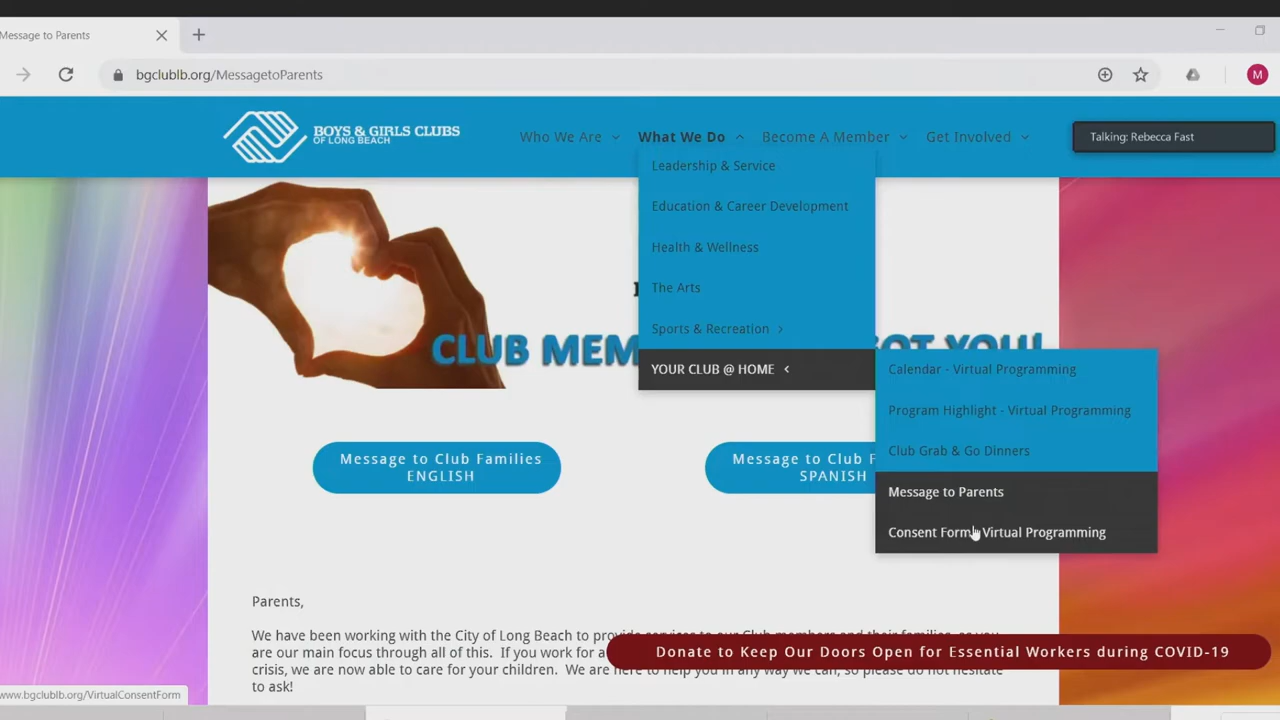 Message to Parents
bgclublb.org/MessagetoParents
M
BOYS & GIRLS CLUBS
OF LONG BEACH
Who We Are
What We Do
Become A Member
Get Involved
Talking: Rebecca Fast
Leadership & Service
Education & Career Development
Health & Wellness
The Arts
Sports & Recreation
YOUR CLUB @ HOME
Calendar - Virtual Programming
Program Highlight - Virtual Programming
Club Grab & Go Dinners
Message to Parents
Consent Form Virtual Programming
CLUB MEM
OT YOU!
Message to Club Families
ENGLISH
Message to Club F
SPANISH
Parents,
We have been working with the City of Long Beach to provide services to our Club members and their families, as you
are our main focus through all of this. If you work for a
crisis, we are now able to care for your children. We are here to help you in any way we can, so please do not hesitate
to ask!
Donate to Keep Our Doors Open for Essential Workers during COVID-19
www.bgclublb.org/VirtualConsentForm